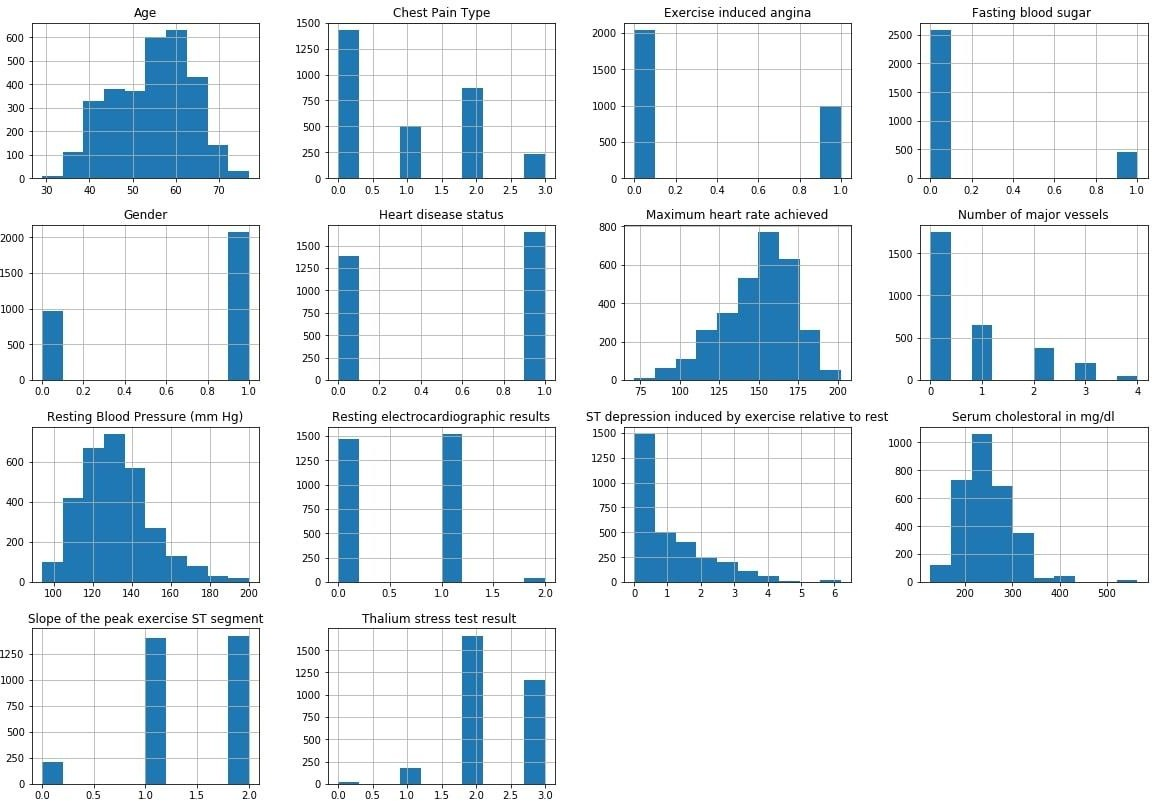 Age
600
500
400
300
200
100
0
30 40 50 60 70
Chest Pain Type
1500
1250
1000
750
500
250
0
0.0 0.5 1.0 1.5 2.0 2.5 3.0
Exercise induced angina
2000
1500
1000
500
0
0.0 0.2 0.4 0.6 0.8 1.0
Fasting blood sugar
2500
2000
1500
1000
500
0
0.0 0.2 0.4 0.6 0.8 1.0
Gender
2000
1500
1000
500
0
0.0 0.2 0.4 0.6 0.8 1.0
Heart disease status
1500
1250
1000
750
500
250
0
0.0 0.2 0.4 0.6 0.8 1.0
Maximum heart rate achieved
800
600
400
200
0
75 100 125 150 175 200
Number of major vessels
1500
1000
500
0
0 1 2 3 4
Resting Blood Pressure (mm Hg)
600
400
200
0
100 120 140 160 180 200
Resting electrocardiographic results
1500
1250
1000
750
500
250
0
0.0 0.5 1.0 1.5 2.0
ST depression induced by exercise relative to rest
1500
1250
1000
750
500
250
0
0 1 2 3 4 5 6
Serum cholestoral in mg/dl
1000
800
600
400
200
0
200 300 400 500
Slope of the peak exercise ST segment
1250
1000
750
500
250
0
0.0 0.5 1.0 1.5 2.0
Thalium stress test result
1500
1250
1000
750
500
250
0
0.0 0.5 1.0 1.5 2.0 2.5 3.0